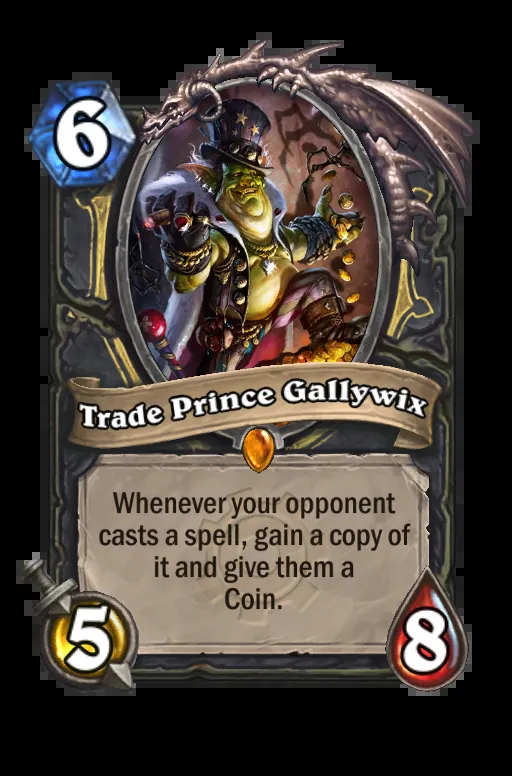 6
Trade Prince Gallywix
Whenever your opponent
casts a spell, gain a copy of
it and give them a
Coin.
5
8